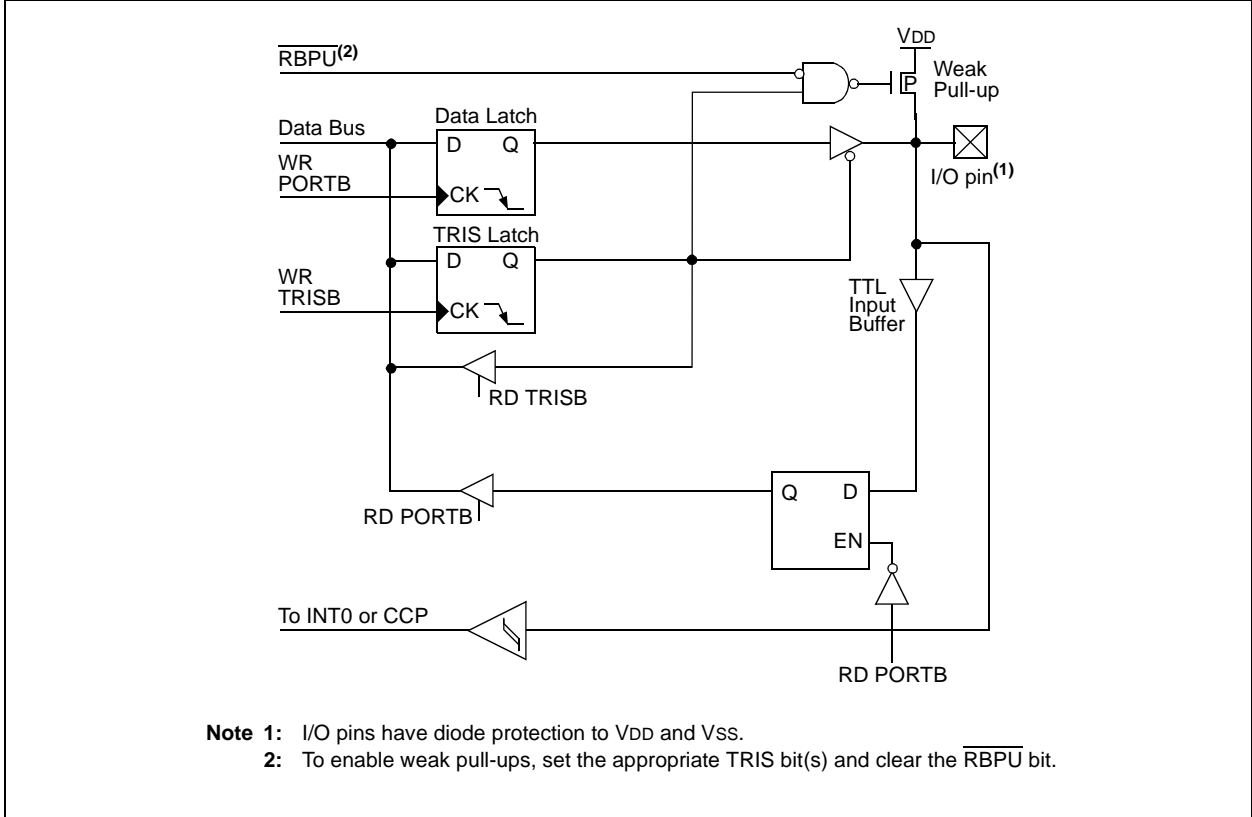 VDD
RBPU(2)
Weak
Pull-up
P
Data Latch
Data Bus
D Q
WR
PORTB
CK
I/O pin(1)
TRIS Latch
D Q
WR
TRISB
CK
TTL
Input
Buffer
RD TRISB
Q D
RD PORTB
EN
To INT0 or CCP
RD PORTB
Note 1: I/O pins have diode protection to VDD and VSS.
2: To enable weak pull-ups, set the appropriate TRIS bit(s) and clear the RBPU bit.